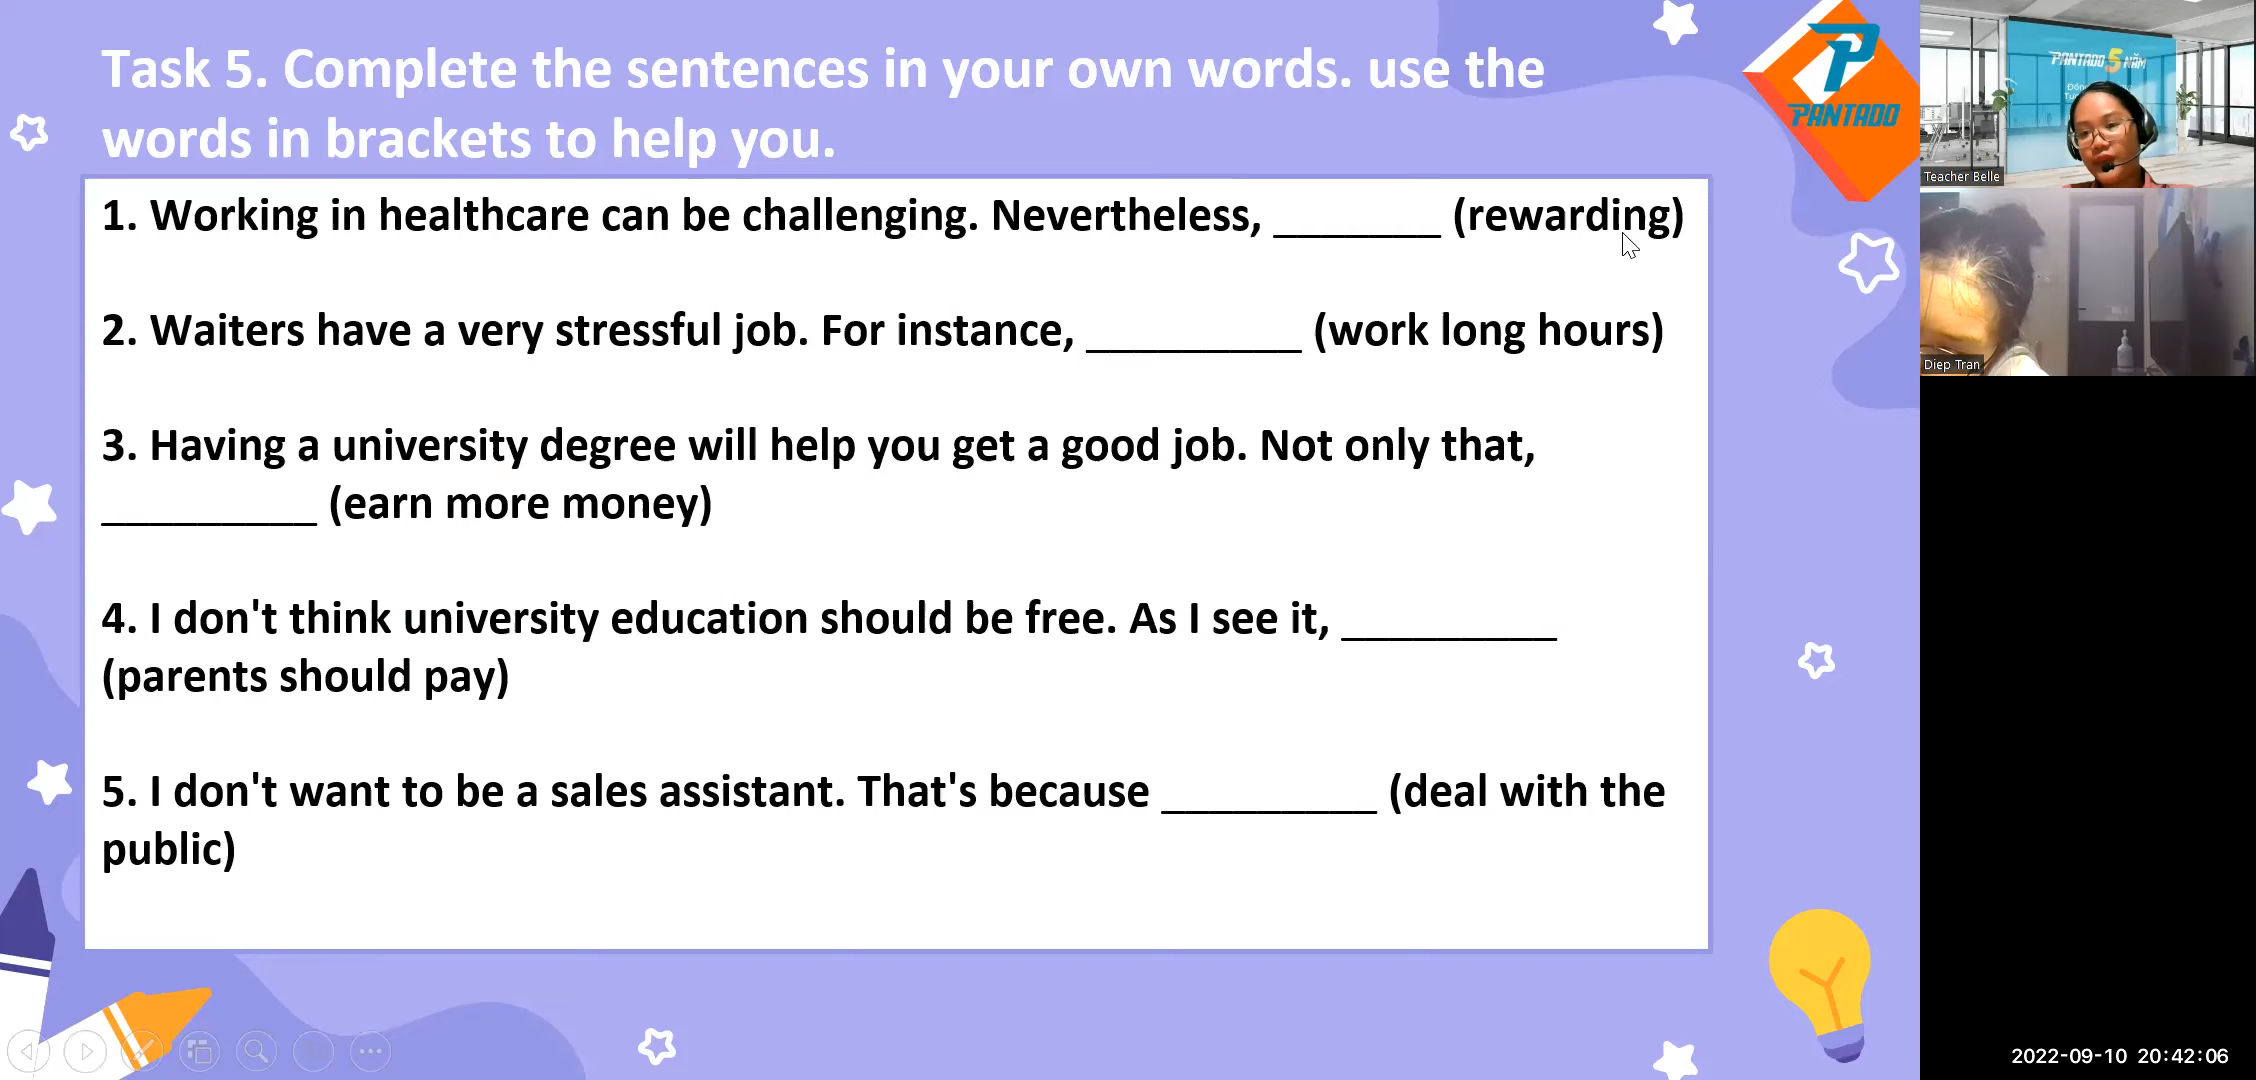 Task 5. Complete the sentences in your own words. use the
words in brackets to help you.
1. Working in healthcare can be challenging. Nevertheless, _______ (rewarding)
2. Waiters have a very stressful job. For instance, _________ (work long hours)
3. Having a university degree will help you get a good job. Not only that,
_________ (earn more money)
4. I don't think university education should be free. As I see it, _________
(parents should pay)
5. I don't want to be a sales assistant. That's because _________ (deal with the
public)
PANTADO
PANTADO 5 NĂM
Teacher Belle
Diep Tran
2022-09-10 20:42:06